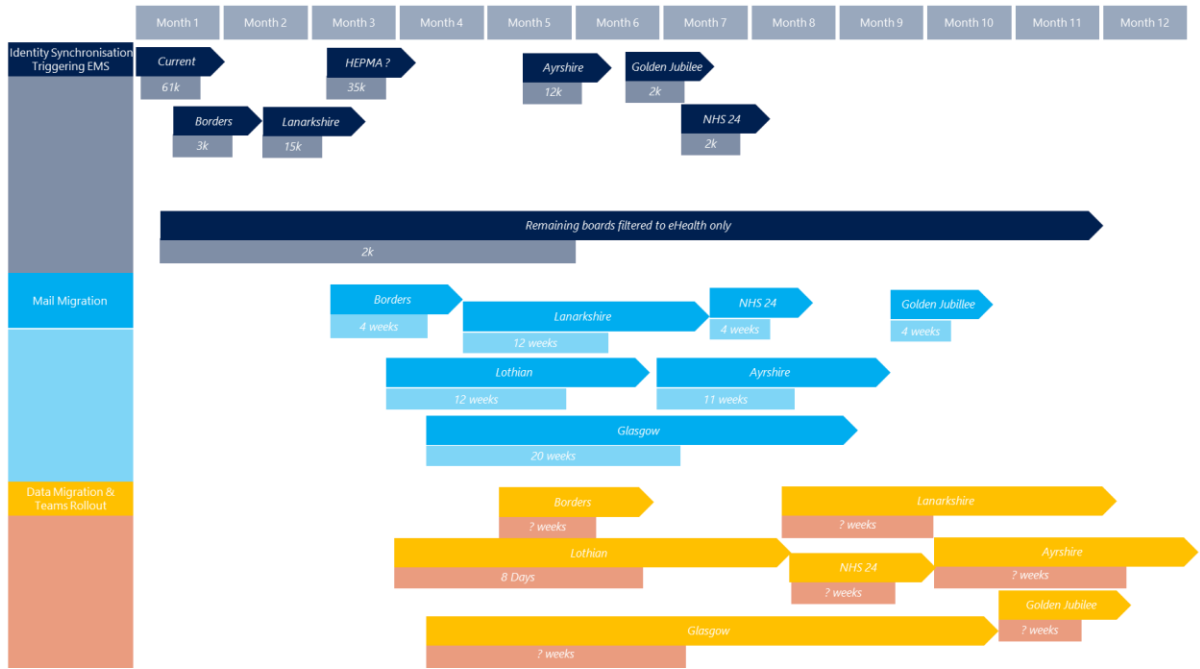 Month 1
Month 2
Month 3
Month 4
Month 5
Month 6
Month 7
Month 8
Month 9
Month 10
Month 11
Month 12
Identity Synchronisation
Triggering EMS
Current
61k
HEPMA ?
35k
Ayrshire
12k
Golden Jubilee
2k
Borders
3k
Lanarkshire
15k
NHS 24
2k
Remaining boards filtered to eHealth only
2k
Mail Migration
Borders
4 weeks
Lanarkshire
12 weeks
NHS 24
4 weeks
Golden Jubillee
4 weeks
Lothian
12 weeks
Ayrshire
11 weeks
Glasgow
20 weeks
Data Migration &
Teams Rollout
Borders
? weeks
Lanarkshire
? weeks
Lothian
8 Days
NHS 24
? weeks
Ayrshire
? weeks
Golden Jubilee
? weeks
Glasgow
? weeks